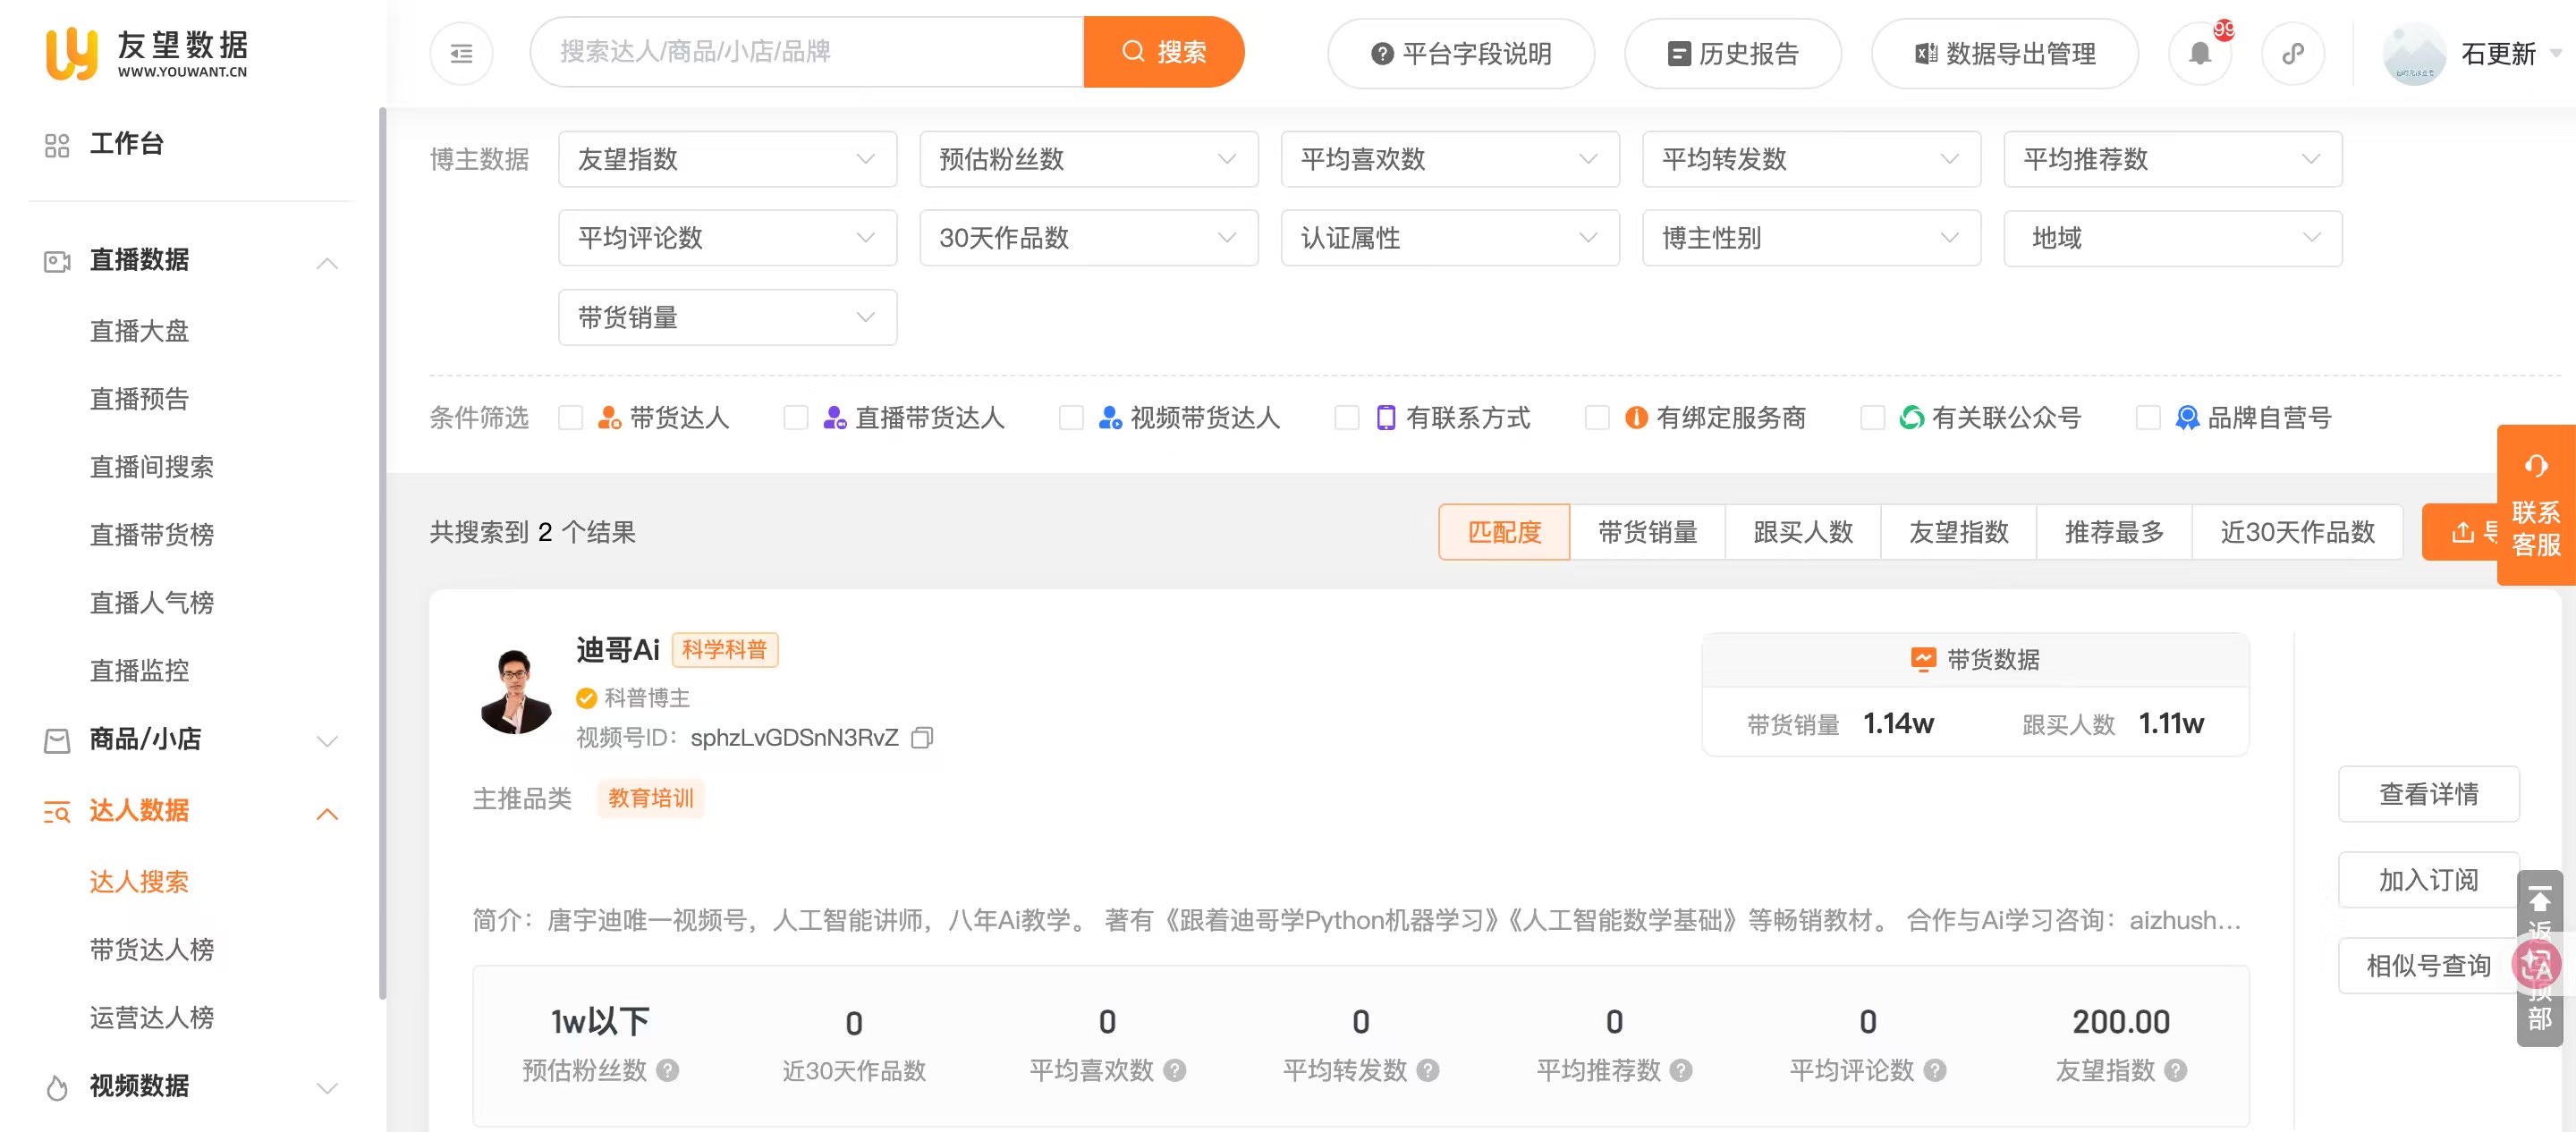 友望数据
WWW.YOUWANT.CN
搜索达人/商品/小店/品牌
搜索
平台字段说明
历史报告
数据导出管理
99
石更新
工作台
直播数据
直播大盘
直播预告
直播间搜索
直播带货榜
直播人气榜
直播监控
商品/小店
达人数据
达人搜索
带货达人榜
运营达人榜
视频数据
博主数据
友望指数
预估粉丝数
平均喜欢数
平均转发数
平均推荐数
平均评论数
30天作品数
认证属性
博主性别
地域
带货销量
条件筛选
带货达人
直播带货达人
视频带货达人
有联系方式
有绑定服务商
有关联公众号
品牌自营号
共搜索到 2 个结果
匹配度
带货销量
跟买人数
友望指数
推荐最多
近30天作品数
联系
客服
迪哥Ai
科学科普
科普博主
视频号ID：sphzLvGDSnN3RvZ
主推品类
教育培训
带货数据
带货销量 1.14w
跟买人数 1.11w
简介：唐宇迪唯一视频号，人工智能讲师，八年Ai教学。 著有《跟着迪哥学Python机器学习》《人工智能数学基础》等畅销教材。 合作与Ai学习咨询：aizhush...
1w以下
预估粉丝数
0
近30天作品数
0
平均喜欢数
0
平均转发数
0
平均推荐数
0
平均评论数
200.00
友望指数
查看详情
加入订阅
相似号查询
部